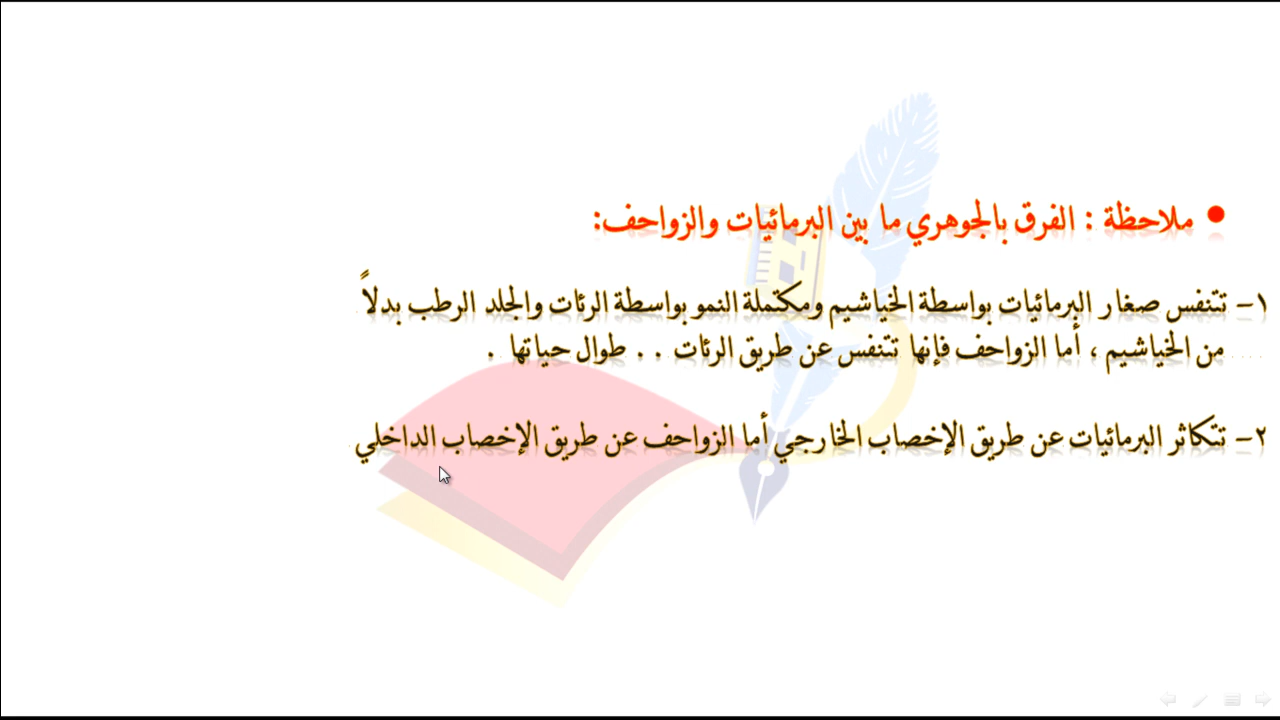 • ملاحظة : الفرق بالجوهري ما بين البرمائيات والزواحف:
١- تتنفس صغار البرمائيات بواسطة الخياشيم ومكتملة النمو بواسطة الرئات والجلد الرطب بدلاً
من الخياشيم ، أما الزواحف فإنها تتنفس عن طريق الرئات . . طوال حياتها .
٢- تتكاثر البرمائيات عن طريق الإخصاب الخارجي أما الزواحف عن طريق الإخصاب الداخلي